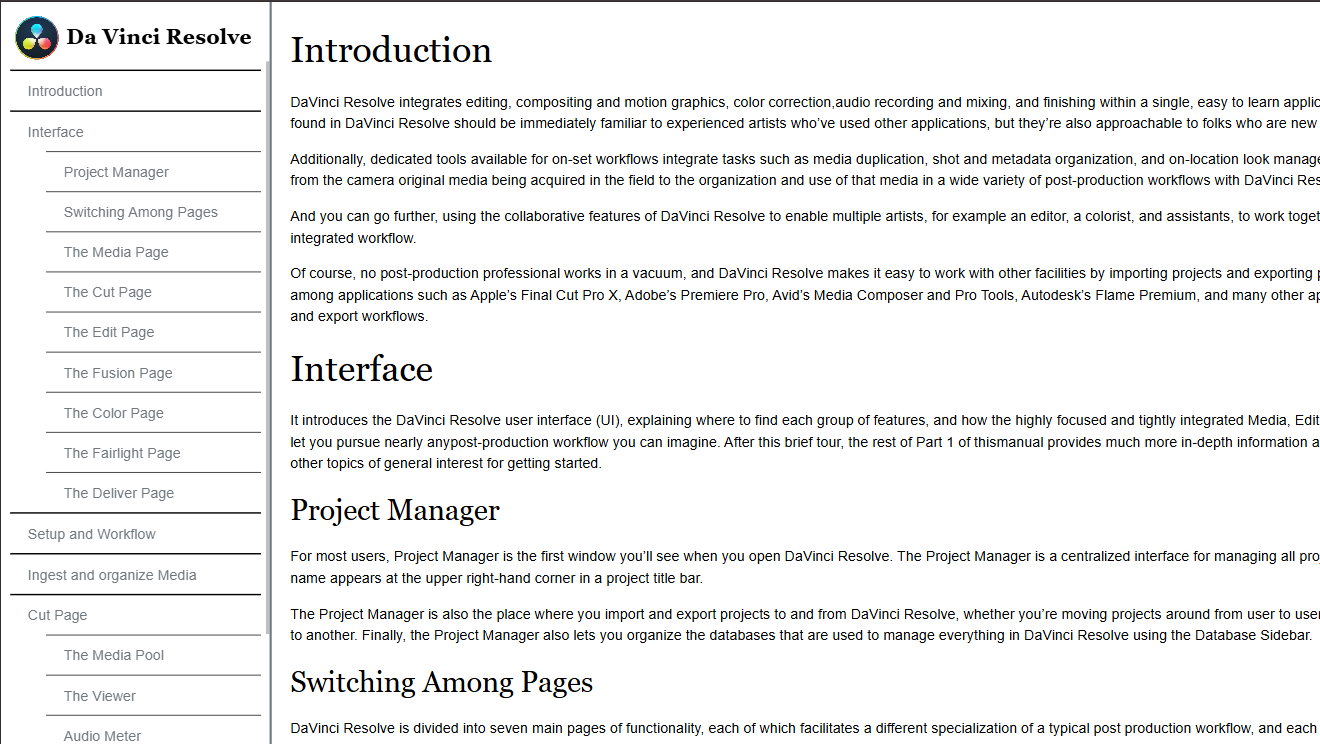 Da Vinci Resolve
Introduction
Interface
Project Manager
Switching Among Pages
The Media Page
The Cut Page
The Edit Page
The Fusion Page
The Color Page
The Fairlight Page
The Deliver Page
Setup and Workflow
Ingest and organize Media
Cut Page
The Media Pool
The Viewer
Audio Meter
Introduction
DaVinci Resolve integrates editing, compositing and motion graphics, color correction,audio recording and mixing, and finishing within a single, easy to learn applic
found in DaVinci Resolve should be immediately familiar to experienced artists who’ve used other applications, but they’re also approachable to folks who are new
Additionally, dedicated tools available for on-set workflows integrate tasks such as media duplication, shot and metadata organization, and on-location look manage
from the camera original media being acquired in the field to the organization and use of that media in a wide variety of post-production workflows with DaVinci Res
And you can go further, using the collaborative features of DaVinci Resolve to enable multiple artists, for example an editor, a colorist, and assistants, to work toget
integrated workflow.
Of course, no post-production professional works in a vacuum, and DaVinci Resolve makes it easy to work with other facilities by importing projects and exporting p
among applications such as Apple’s Final Cut Pro X, Adobe’s Premiere Pro, Avid’s Media Composer and Pro Tools, Autodesk’s Flame Premium, and many other ap
and export workflows.
Interface
It introduces the DaVinci Resolve user interface (UI), explaining where to find each group of features, and how the highly focused and tightly integrated Media, Edit
let you pursue nearly anypost-production workflow you can imagine. After this brief tour, the rest of Part 1 of thismanual provides much more in-depth information a
other topics of general interest for getting started.
Project Manager
For most users, Project Manager is the first window you’ll see when you open DaVinci Resolve. The Project Manager is a centralized interface for managing all proj
name appears at the upper right-hand corner in a project title bar.
The Project Manager is also the place where you import and export projects to and from DaVinci Resolve, whether you’re moving projects around from user to user
to another. Finally, the Project Manager also lets you organize the databases that are used to manage everything in DaVinci Resolve using the Database Sidebar.
Switching Among Pages
DaVinci Resolve is divided into seven main pages of functionality, each of which facilitates a different specialization of a typical post production workflow, and each